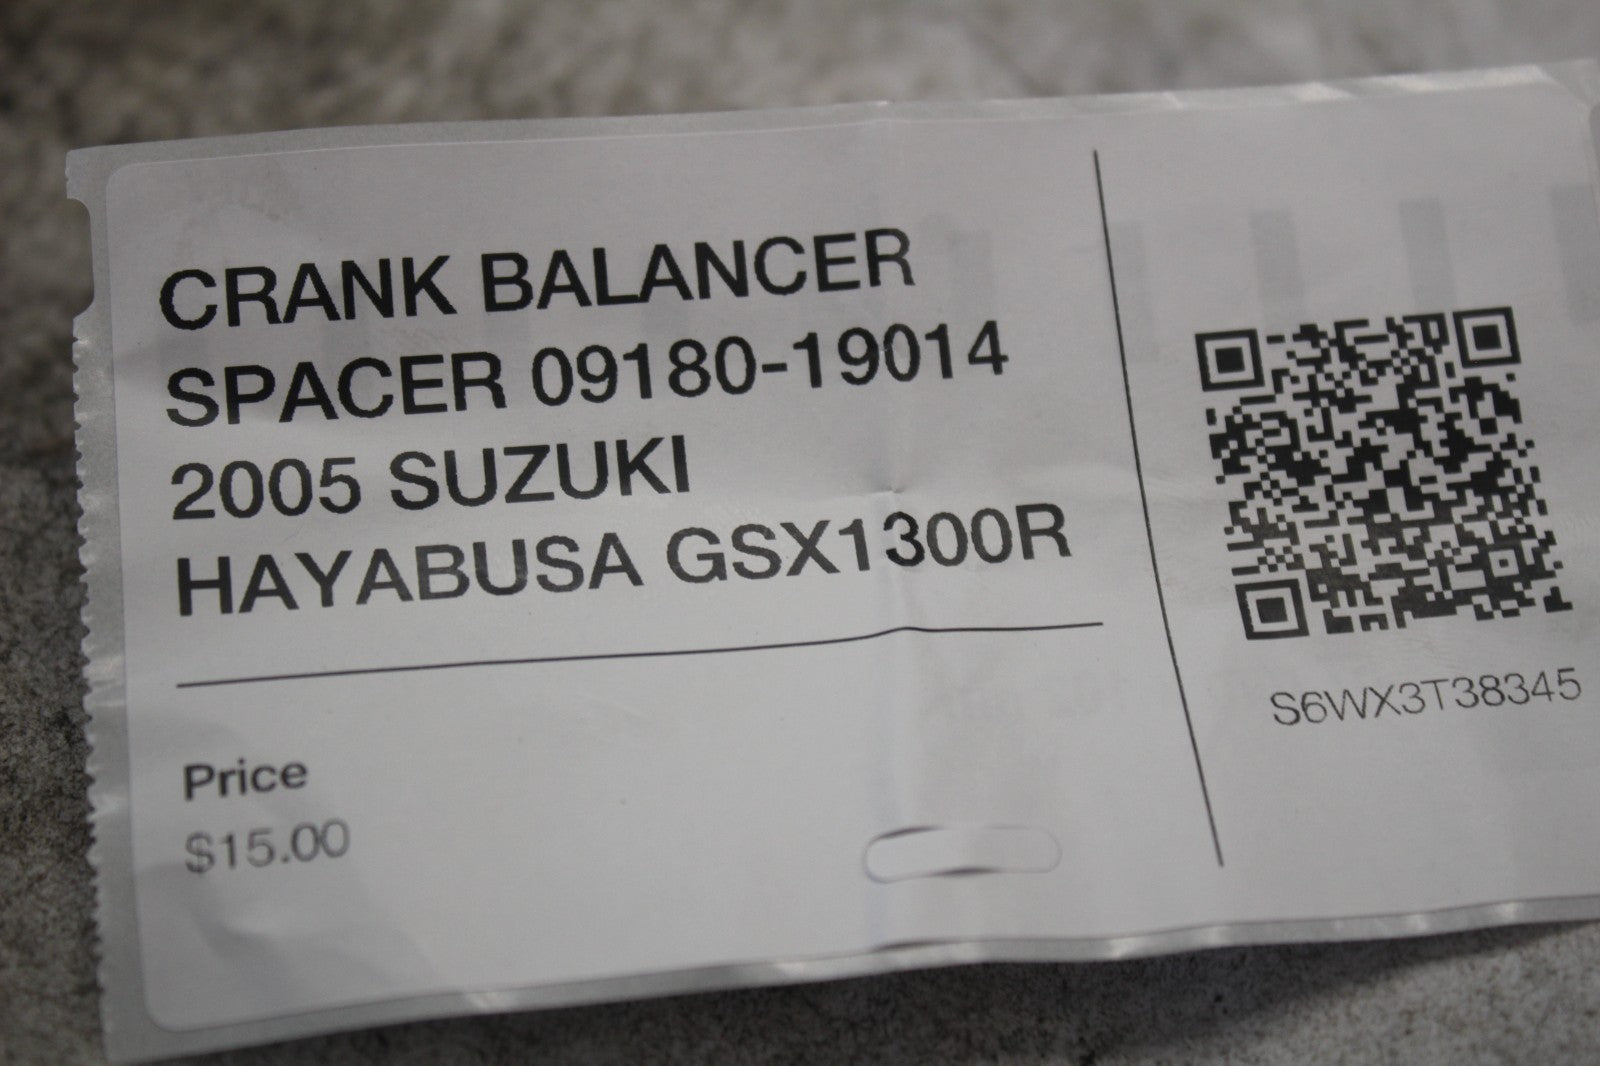 CRANK BALANCER
SPACER 09180-19014
2005 SUZUKI
HAYABUSA GSX1300R
Price
$15.00
S6WX3T38345